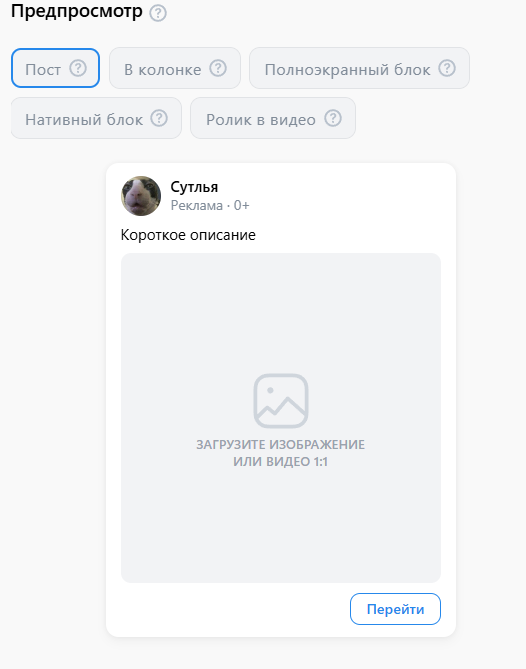 Предпросмотр
Пост
В колонке
Полноэкранный блок
Нативный блок
Ролик в видео
Сутлья
Реклама · 0+
Короткое описание
ЗАГРУЗИТЕ ИЗОБРАЖЕНИЕ
ИЛИ ВИДЕО 1:1
Перейти